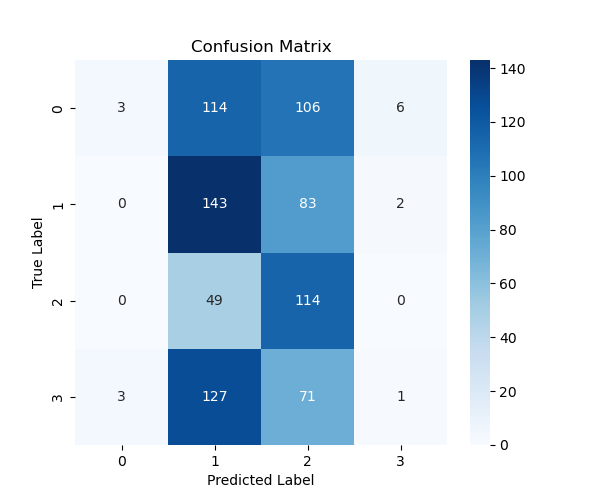 Confusion Matrix
0 3 114 106 6
1 0 143 83 2
2 0 49 114 0
3 3 127 71 1
0 1 2 3
True Label
Predicted Label
140
120
100
80
60
40
20
0